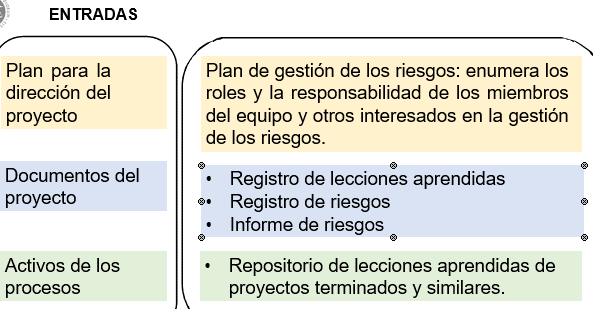 ENTRADAS
Plan para la
dirección del
proyecto
Plan de gestión de los riesgos: enumera los
roles y la responsabilidad de los miembros
del equipo y otros interesados en la gestión
de los riesgos.
Documentos del
proyecto
• Registro de lecciones aprendidas
• Registro de riesgos
• Informe de riesgos
Activos de los
procesos
• Repositorio de lecciones aprendidas de
proyectos terminados y similares.